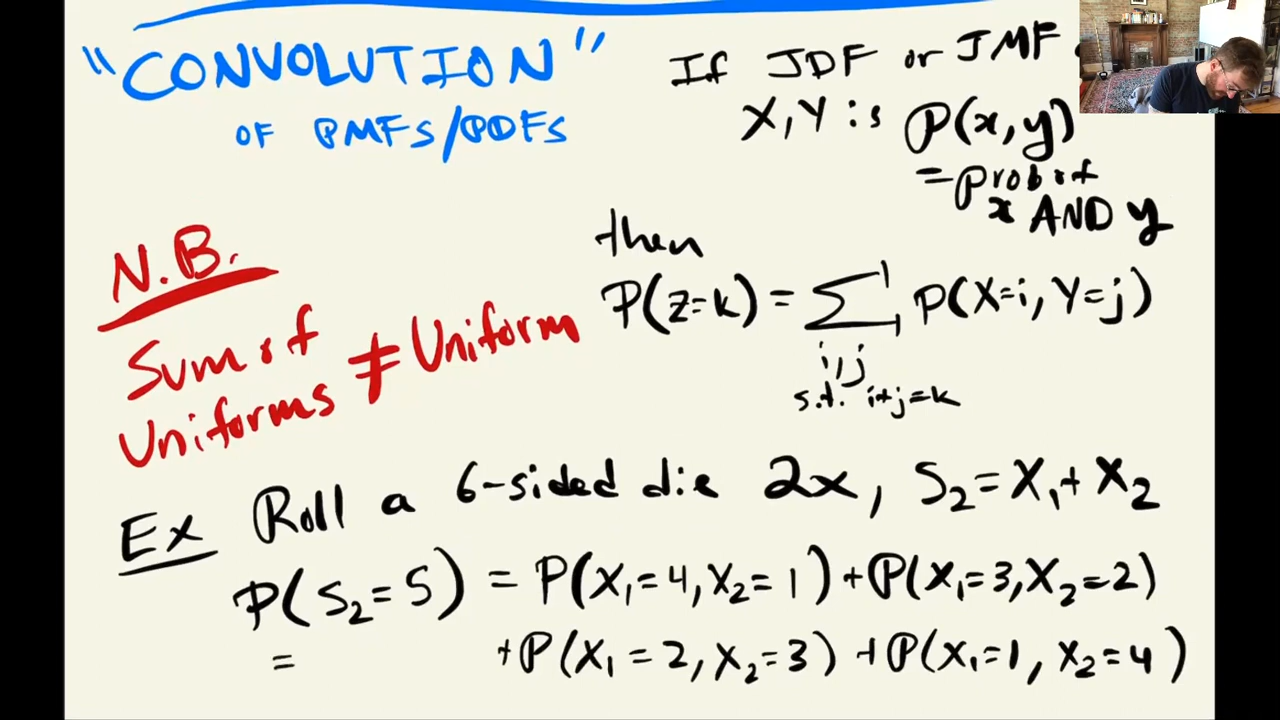 "CONVOLUTION"
OF PMFs/PDFs
If JDF or JMF
X,Y is P(x,y)
= prob of
x AND y
N.B.
Sum of
Uniforms ≠ Uniform
then
P(z=k) = ∑ P(X=i, Y=j)
i,j
s.t. i+j=k
Ex Roll a 6-sided die 2x, S₂=X₁+X₂
P(S₂=5) = P(X₁=4,X₂=1)+P(X₁=3,X₂=2)
= +P(X₁=2,X₂=3)+P(X₁=1,X₂=4)